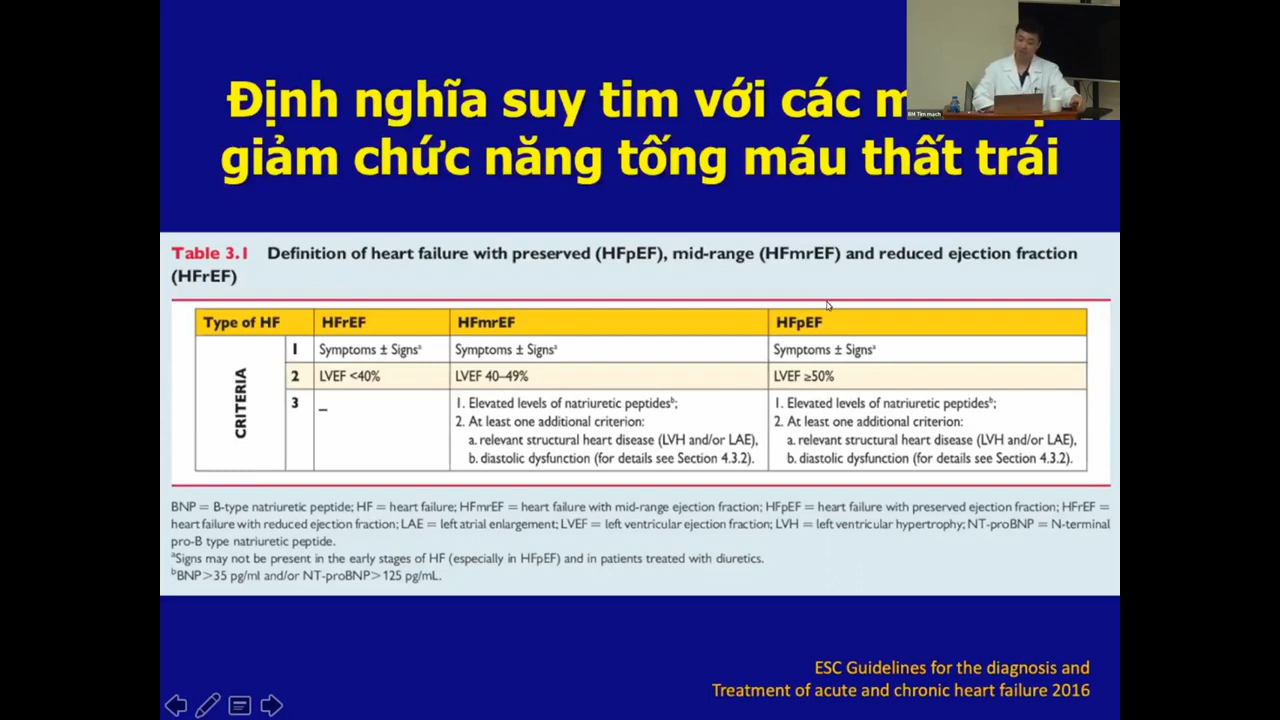 Định nghĩa suy tim với các m
giảm chức năng tống máu thất trái
BM Tim mạch
Table 3.1 Definition of heart failure with preserved (HFpEF), mid-range (HFmrEF) and reduced ejection fraction
(HFrEF)
Type of HF HFrEF HFmrEF HFpEF
CRITERIA
1 Symptoms ± Signsᵃ Symptoms ± Signsᵃ Symptoms ± Signsᵃ
2 LVEF <40% LVEF 40–49% LVEF ≥50%
3 – 1. Elevated levels of natriuretic peptidesᵇ; 1. Elevated levels of natriuretic peptidesᵇ;
2. At least one additional criterion: 2. At least one additional criterion:
a. relevant structural heart disease (LVH and/or LAE), a. relevant structural heart disease (LVH and/or LAE),
b. diastolic dysfunction (for details see Section 4.3.2). b. diastolic dysfunction (for details see Section 4.3.2).
BNP = B-type natriuretic peptide; HF = heart failure; HFmrEF = heart failure with mid-range ejection fraction; HFpEF = heart failure with preserved ejection fraction; HFrEF =
heart failure with reduced ejection fraction; LAE = left atrial enlargement; LVEF = left ventricular ejection fraction; LVH = left ventricular hypertrophy; NT-proBNP = N-terminal
pro-B type natriuretic peptide.
ᵃSigns may not be present in the early stages of HF (especially in HFpEF) and in patients treated with diuretics.
ᵇBNP>35 pg/ml and/or NT-proBNP>125 pg/mL.
ESC Guidelines for the diagnosis and
Treatment of acute and chronic heart failure 2016